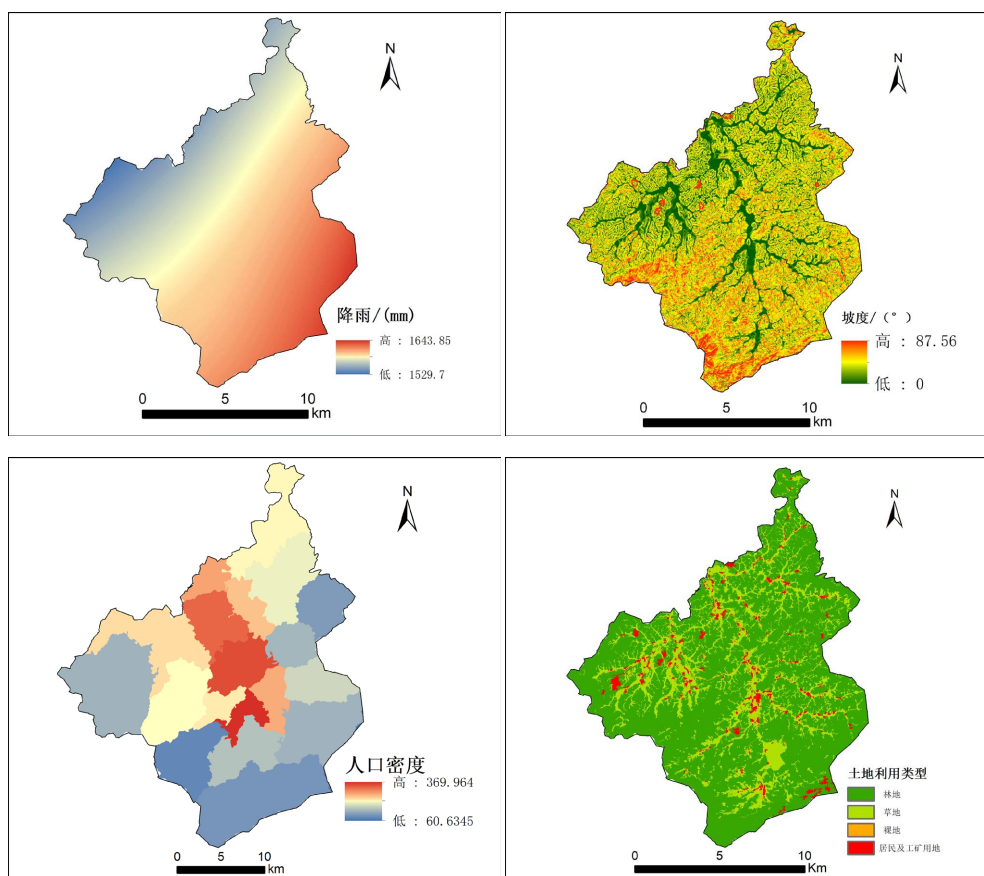 N
降雨/(mm)
高 : 1643.85
低 : 1529.7
0 5 10
km
N
坡度/(°)
高 : 87.56
低 : 0
0 5 10
Km
N
人口密度
高 : 369.964
低 : 60.6345
0 5 10
km
N
土地利用类型
林地
草地
裸地
居民及工矿用地
0 5 10
Km